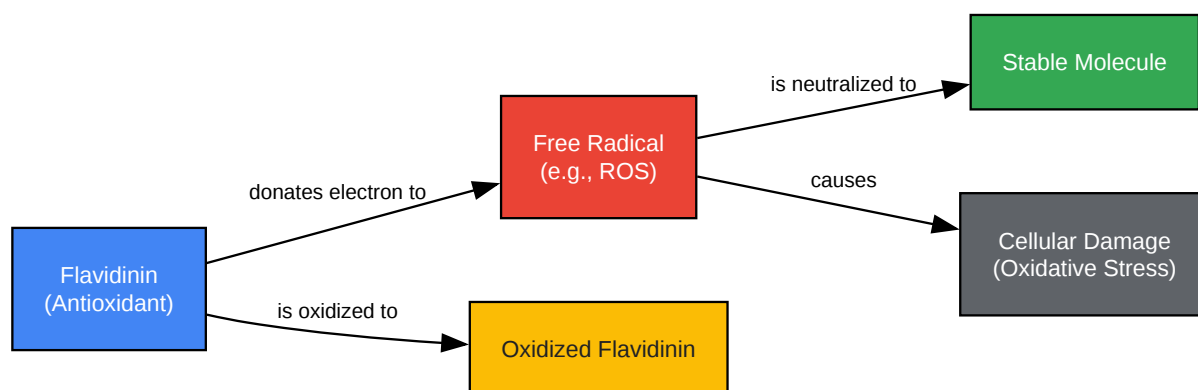 Stable Molecule
is neutralized to
Free Radical
(e.g., ROS)
donates electron to
causes
Cellular Damage
(Oxidative Stress)
Flavidinin
(Antioxidant)
is oxidized to
Oxidized Flavidinin